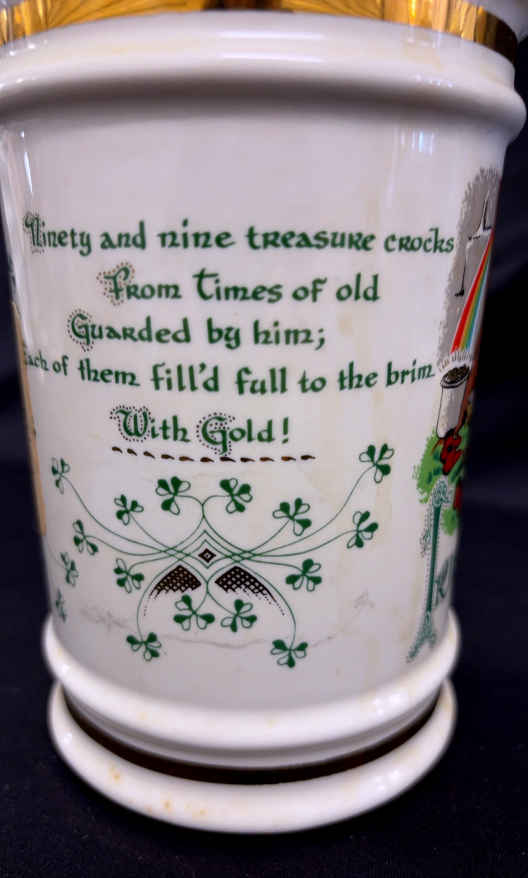 Ninety and nine treasure crocks
From Times of old
Guarded by him;
Each of them fill'd full to the brim
With Gold!